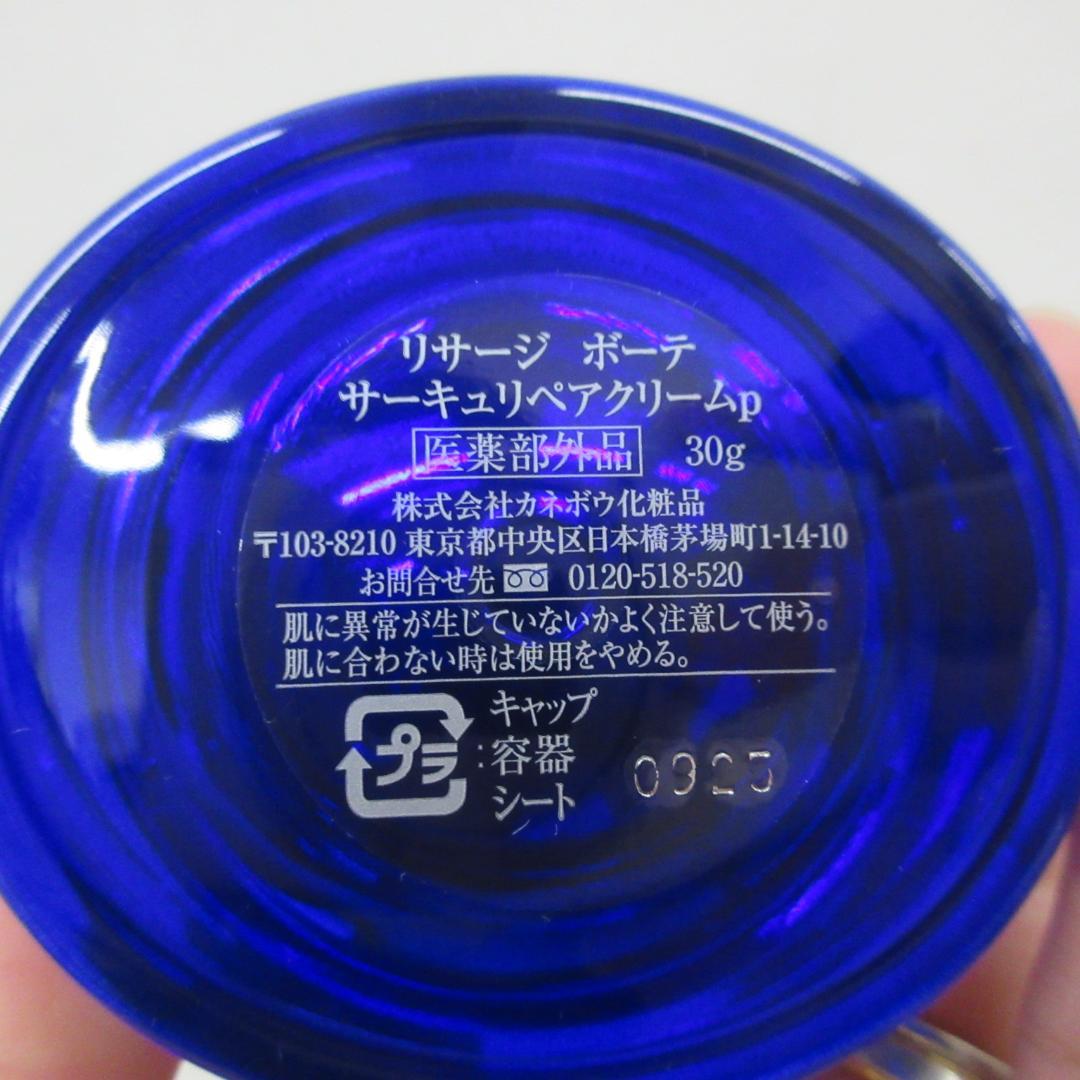 リサージ ボーテ
サーキュリペアクリームp
医薬部外品 30g
株式会社カネボウ化粧品
〒103-8210 東京都中央区日本橋茅場町1-14-10
お問合せ先 0120-518-520
肌に異常が生じていないかよく注意して使う。
肌に合わない時は使用をやめる。
プラ : キャップ
容器
シート
0925